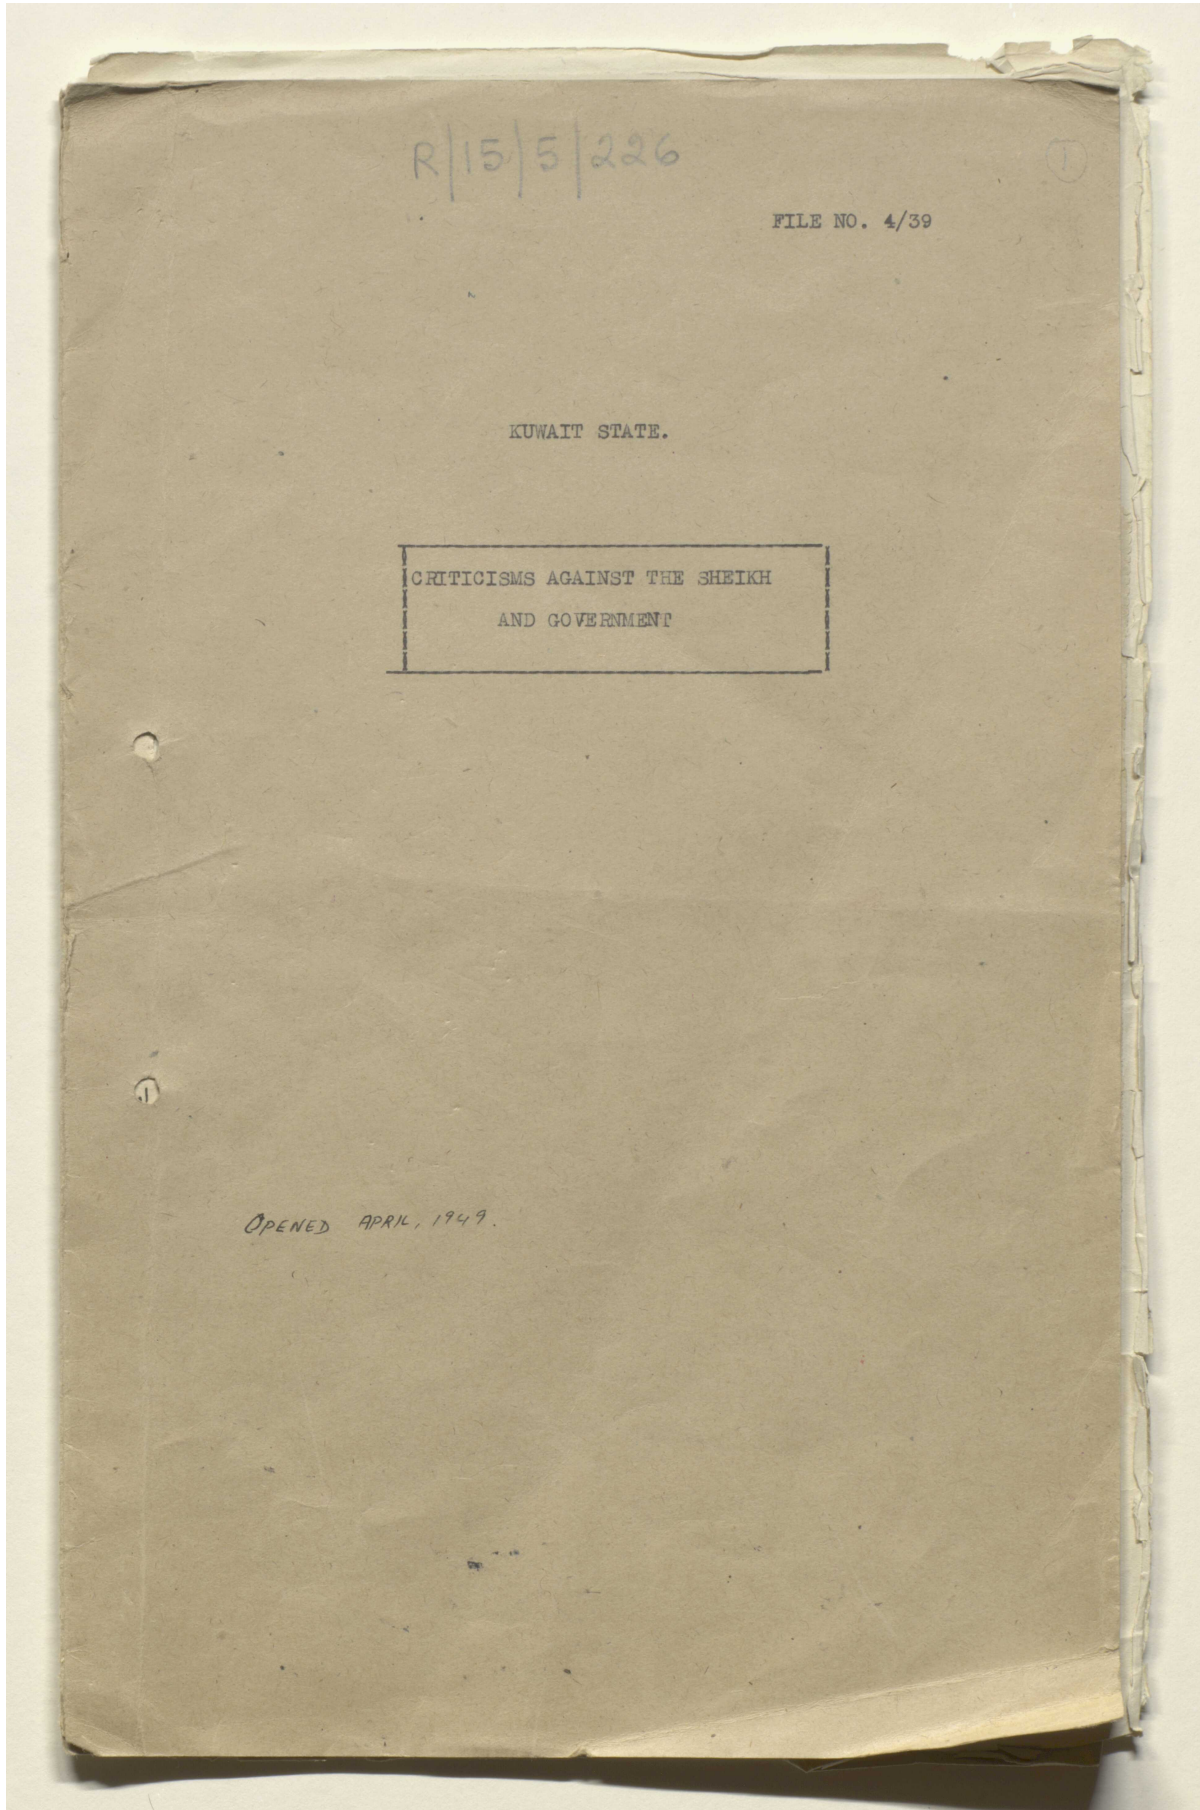 R/15/5/226
1
FILE NO. 4/39
KUWAIT STATE.
CRITICISMS AGAINST THE SHEIKH
AND GOVERNMENT
OPENED APRIL, 1949.